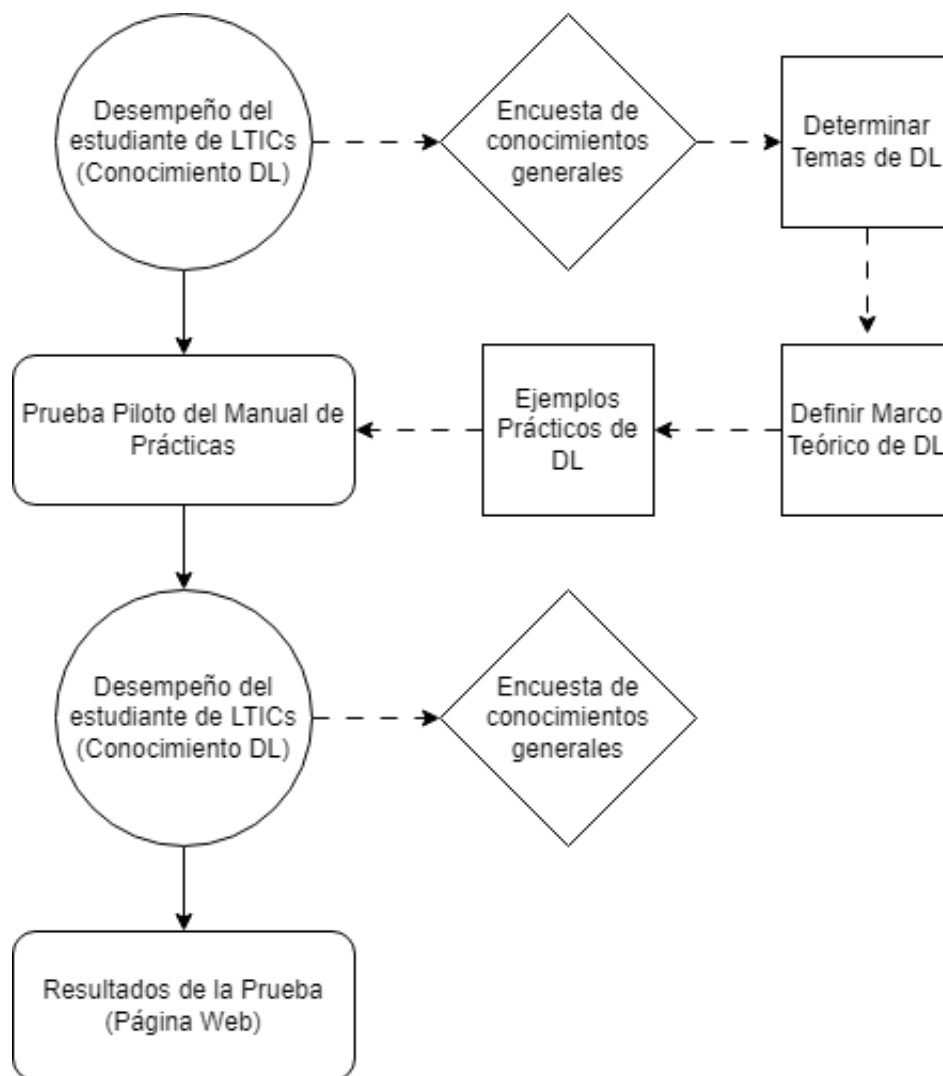 Desempeño del
estudiante de LTICs
(Conocimiento DL)
Encuesta de
conocimientos
generales
Determinar
Temas de DL
Prueba Piloto del Manual de
Prácticas
Ejemplos
Prácticos de
DL
Definir Marco
Teórico de DL
Desempeño del
estudiante de LTICs
(Conocimiento DL)
Encuesta de
conocimientos
generales
Resultados de la Prueba
(Página Web)